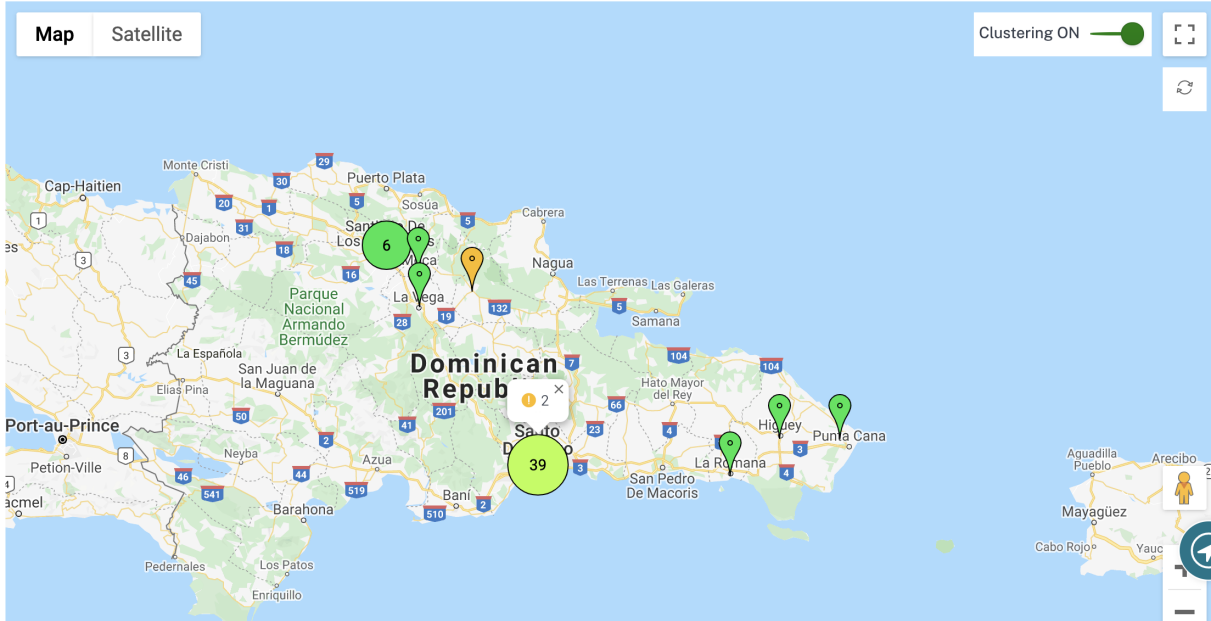 Map
Satellite
Clustering ON
29
Monte Cristi
30
Puerto Plata
Cap-Haitien
20
1
5
Sosúa
5
Cabrera
1
31
Dajabon
18
6
3
16
Nagua
45
La Vega
132
Las Terrenas
Las Galeras
5
Samana
Parque
Nacional
Armando
Bermúdez
28
19
3
La Española
Dominican
7
104
104
San Juan de
la Maguana
Elias Pina
2
Hato Mayor
del Rey
50
201
66
41
23
4
Port-au-Prince
2
Higuey
3
Punta Cana
8
Neyba
Azua
39
3
La Romana
4
Petion-Ville
46
44
San Pedro
De Macoris
Aguadilla
Pueblo
Arecibo
541
519
Baní
2
4
Barahona
510
Mayagüez
Cabo Rojo
Pedernales
Los Patos
Enriquillo